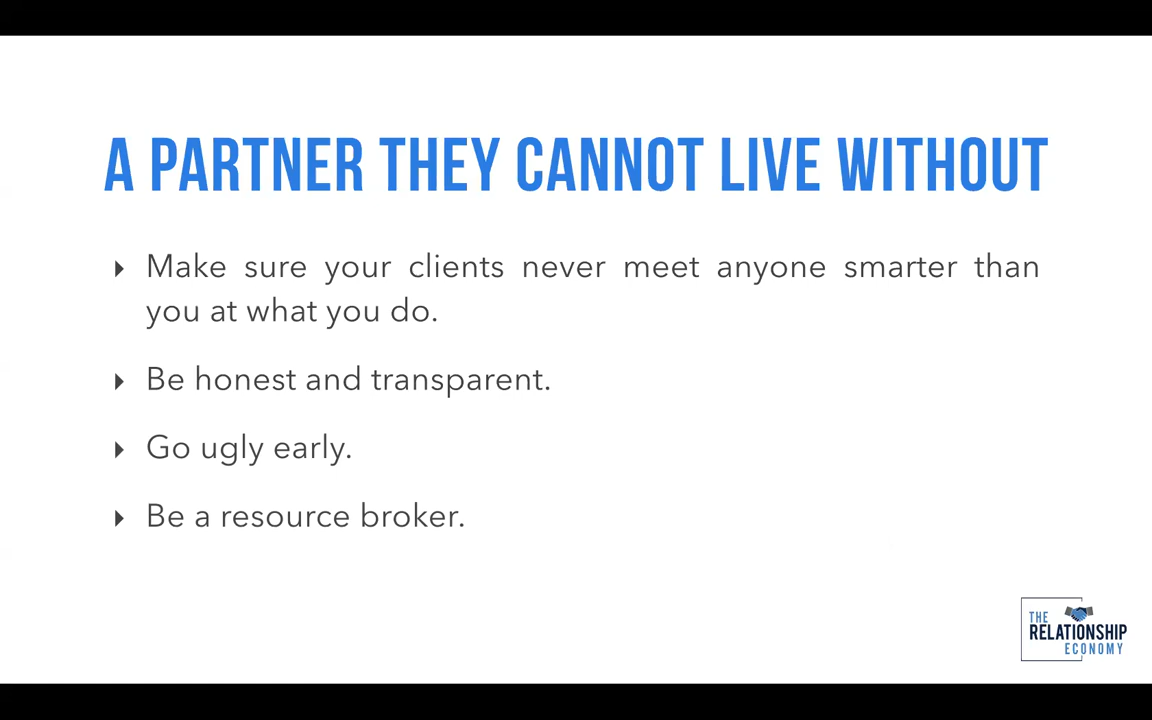 A PARTNER THEY CANNOT LIVE WITHOUT
Make sure your clients never meet anyone smarter than
you at what you do.
Be honest and transparent.
Go ugly early.
Be a resource broker.
THE
RELATIONSHIP
ECONOMY